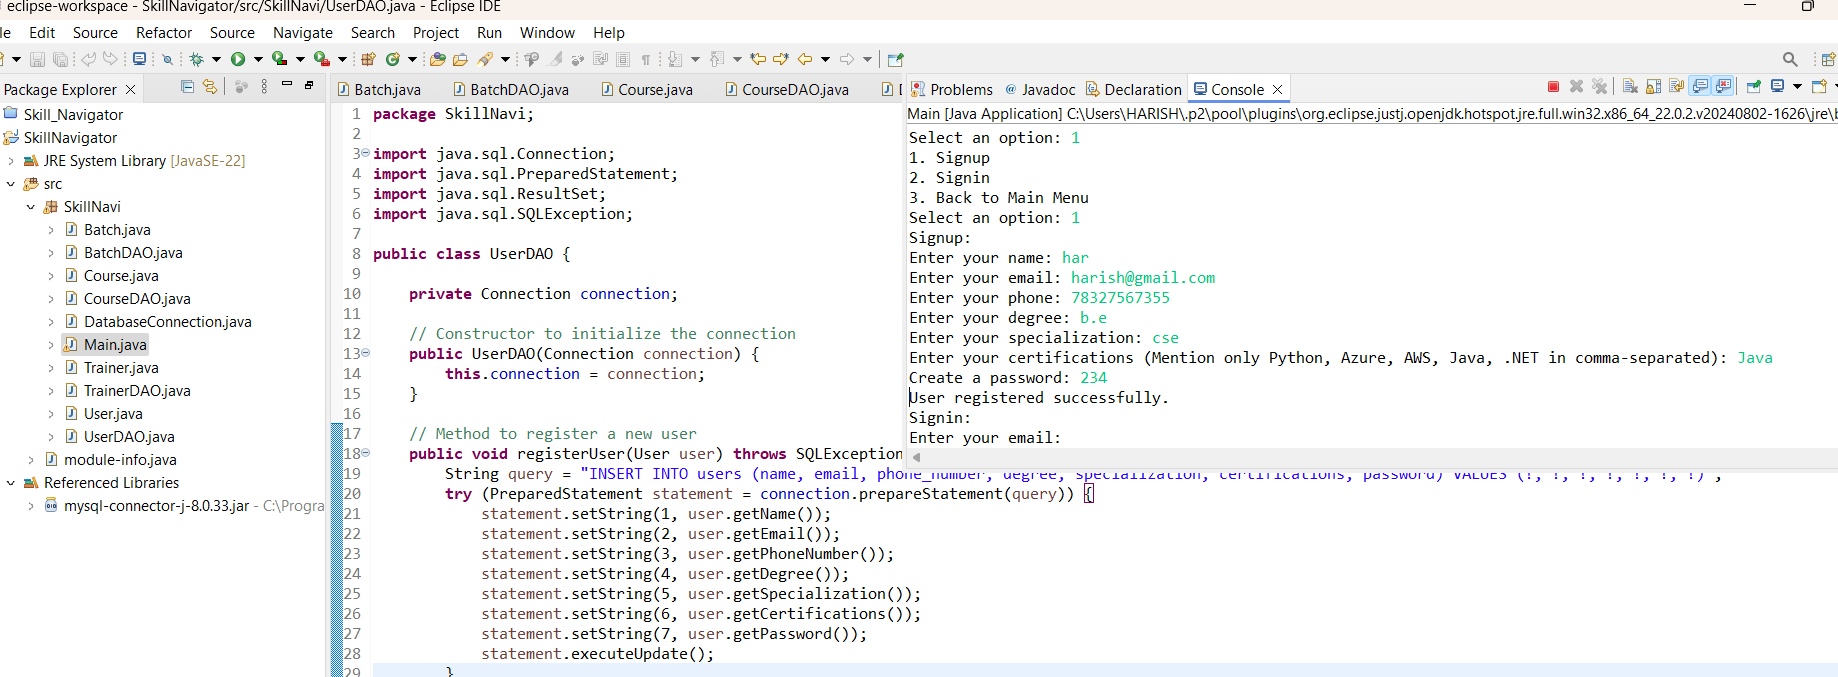 eclipse-workspace - SkillNavigator/src/SkillNavi/UserDAO.java - Eclipse IDE
le Edit Source Refactor Source Navigate Search Project Run Window Help
Package Explorer
Skill_Navigator
SkillNavigator
JRE System Library [JavaSE-22]
src
SkillNavi
Batch.java
BatchDAO.java
Course.java
CourseDAO.java
DatabaseConnection.java
Main.java
Trainer.java
TrainerDAO.java
User.java
UserDAO.java
module-info.java
Referenced Libraries
mysql-connector-j-8.0.33.jar - C:\Progra
Batch.java BatchDAO.java Course.java CourseDAO.java
1 package SkillNavi;
2
3 import java.sql.Connection;
4 import java.sql.PreparedStatement;
5 import java.sql.ResultSet;
6 import java.sql.SQLException;
7
8 public class UserDAO {
9
10 private Connection connection;
11
12 // Constructor to initialize the connection
13 public UserDAO(Connection connection) {
14 this.connection = connection;
15 }
16
17 // Method to register a new user
18 public void registerUser(User user) throws SQLException
19 String query = "INSERT INTO users (name, email, phone_number, degree, specialization, certifications, password) VALUES
20 try (PreparedStatement statement = connection.prepareStatement(query)) {
21 statement.setString(1, user.getName());
22 statement.setString(2, user.getEmail());
23 statement.setString(3, user.getPhoneNumber());
24 statement.setString(4, user.getDegree());
25 statement.setString(5, user.getSpecialization());
26 statement.setString(6, user.getCertifications());
27 statement.setString(7, user.getPassword());
28 statement.executeUpdate();
29 }
Problems @ Javadoc Declaration Console
Main [Java Application] C:\Users\HARISH\.p2\pool\plugins\org.eclipse.justj.openjdk.hotspot.jre.full.win32.x86_64_22.0.2.v20240802-1626\jre\b
Select an option: 1
1. Signup
2. Signin
3. Back to Main Menu
Select an option: 1
Signup:
Enter your name: har
Enter your email: harish@gmail.com
Enter your phone: 78327567355
Enter your degree: b.e
Enter your specialization: cse
Enter your certifications (Mention only Python, Azure, AWS, Java, .NET in comma-separated): Java
Create a password: 234
User registered successfully.
Signin:
Enter your email: